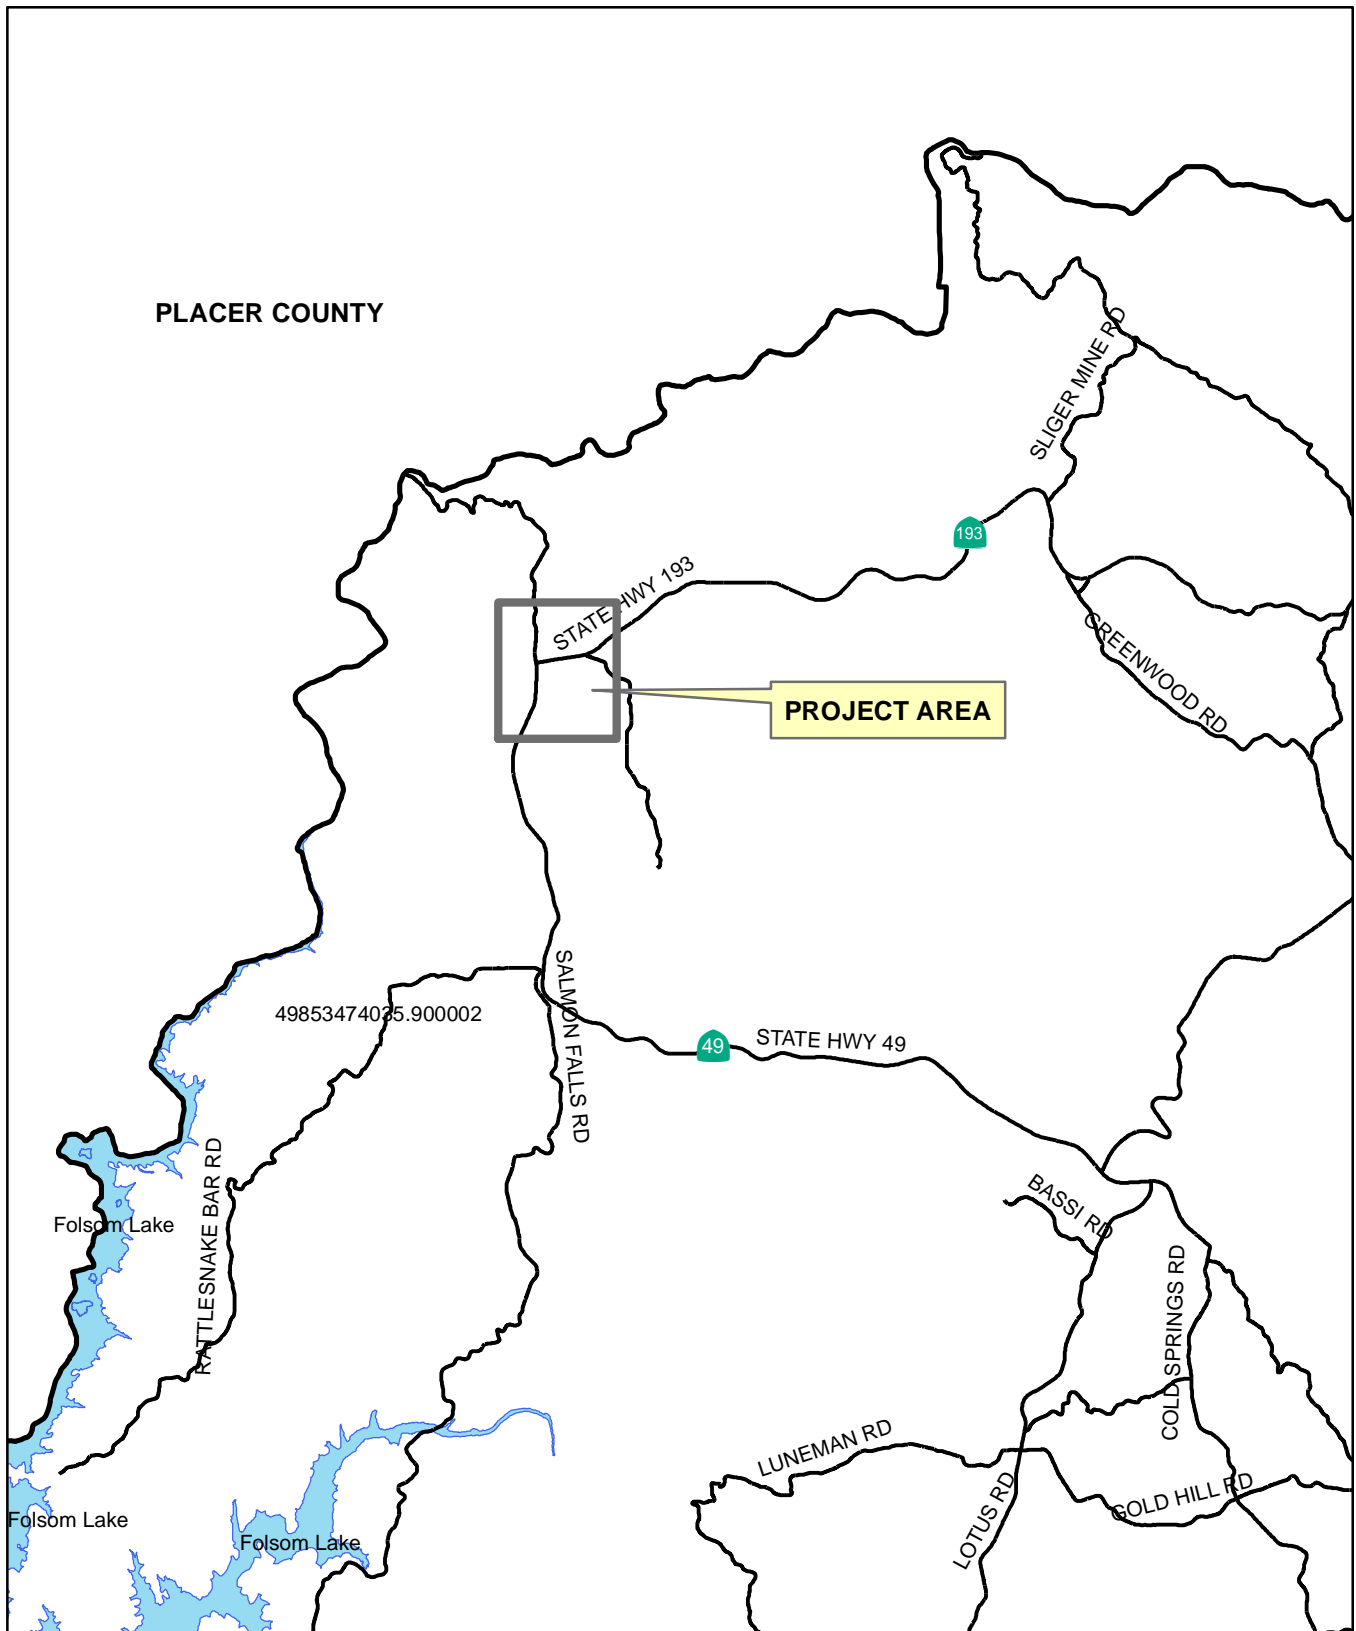 PLACER COUNTY
SLIGER MINE RD
193
STATE HWY 193
GREENWOOD RD
PROJECT AREA
SALMON FALLS RD
49853474035.900002
49
STATE HWY 49
RATTLESNAKE BAR RD
BASSI RD
Folsom Lake
COLD SPRINGS RD
LUNEMAN RD
LOTUS RD
GOLD HILL RD
Folsom Lake
Folsom Lake